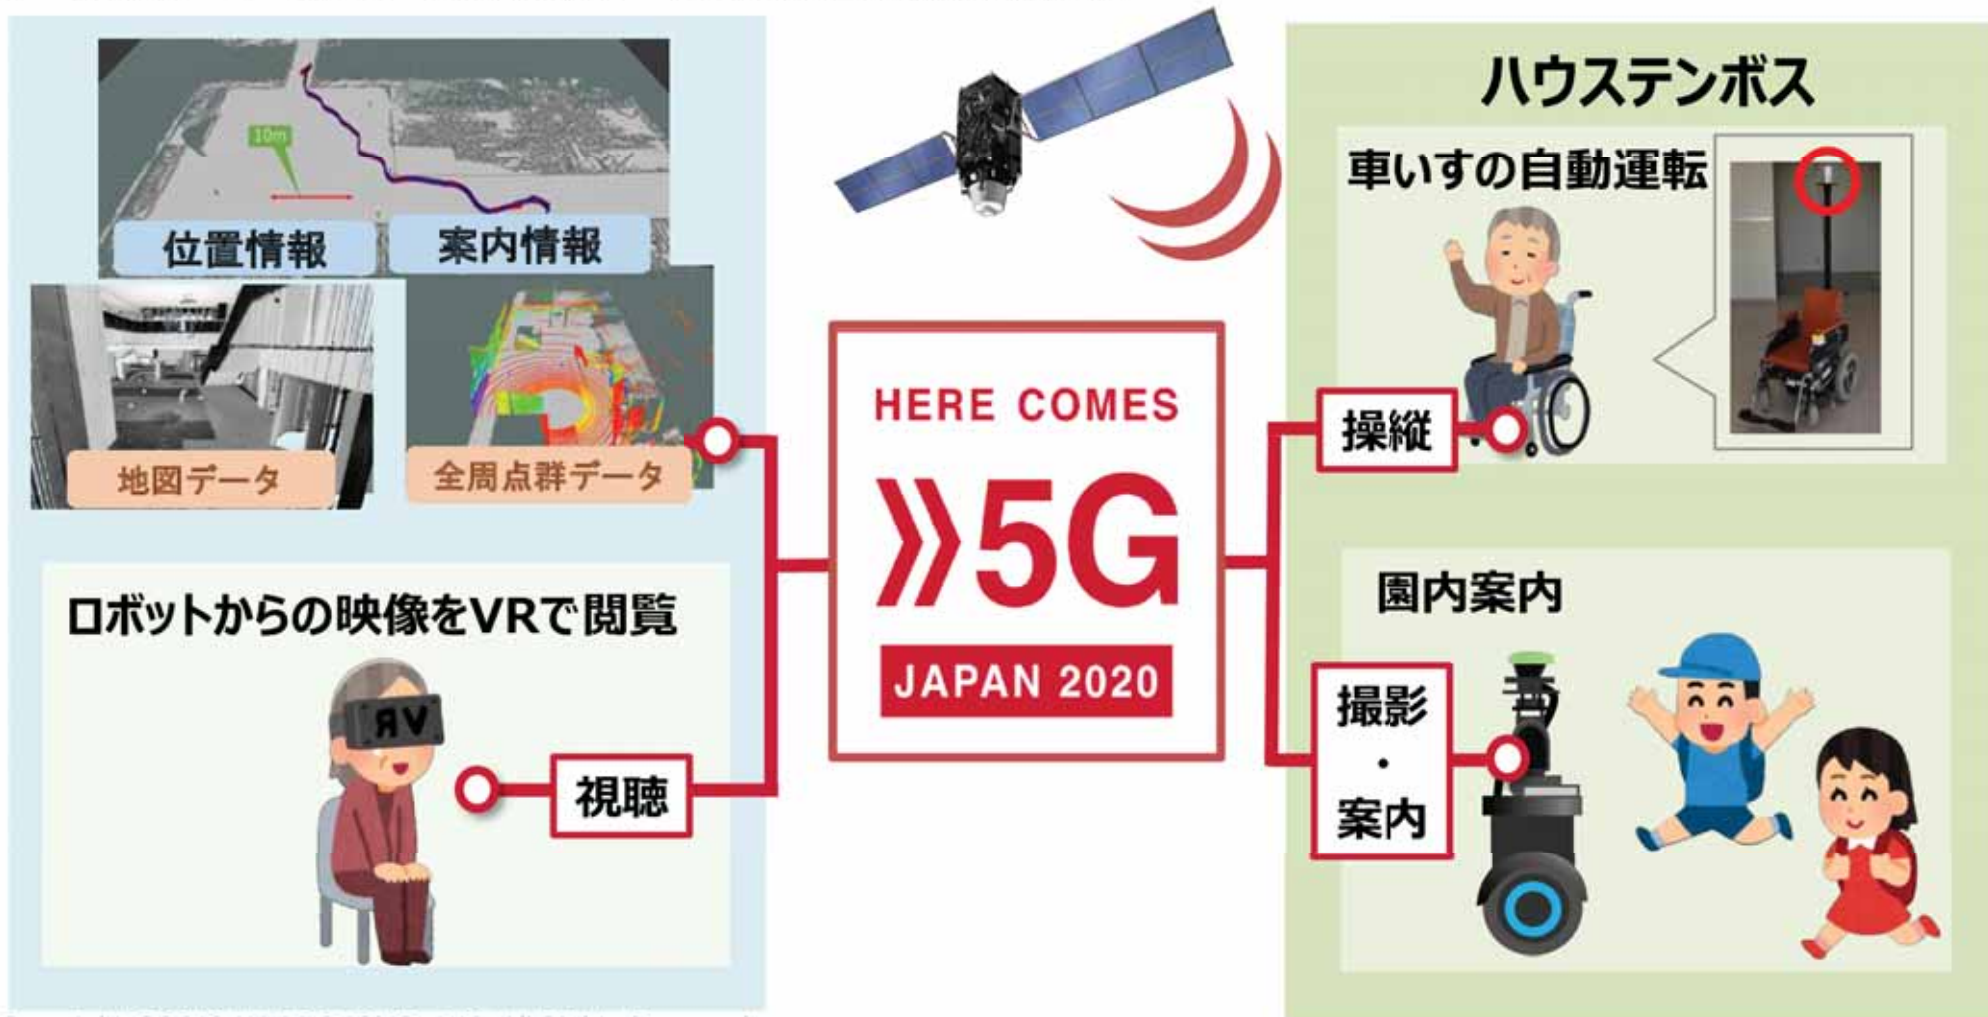 10m
位置情報
案内情報
地図データ
全周点群データ
ロボットからの映像をVRで閲覧
VR
視聴
HERE COMES
5G
JAPAN 2020
ハウステンボス
車いすの自動運転
操縦
園内案内
撮影
・
案内